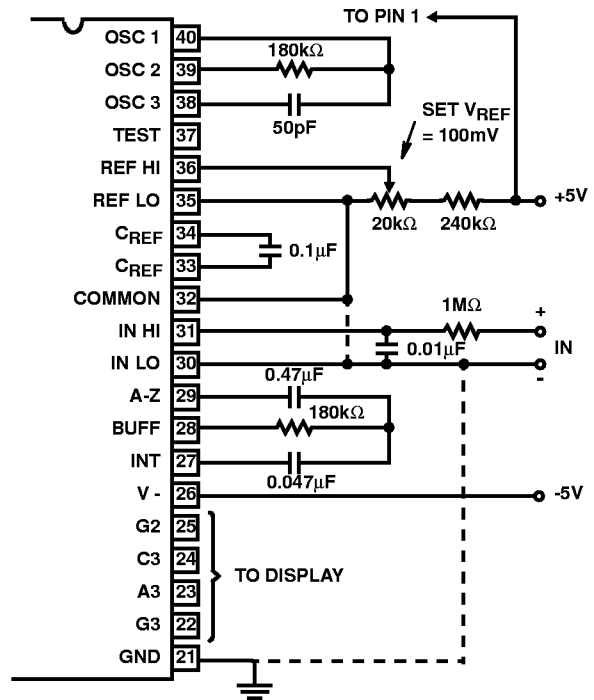 TO PIN 1
OSC 1 40
180kΩ
OSC 2 39
OSC 3 38
50pF
SET VREF
= 100mV
TEST 37
REF HI 36
REF LO 35
+5V
20kΩ 240kΩ
CREF 34
0.1μF
CREF 33
COMMON 32
1MΩ
+
IN HI 31
0.01μF
IN
IN LO 30
-
0.47μF
A-Z 29
180kΩ
BUFF 28
INT 27
0.047μF
V - 26
-5V
G2 25
C3 24
TO DISPLAY
A3 23
G3 22
GND 21